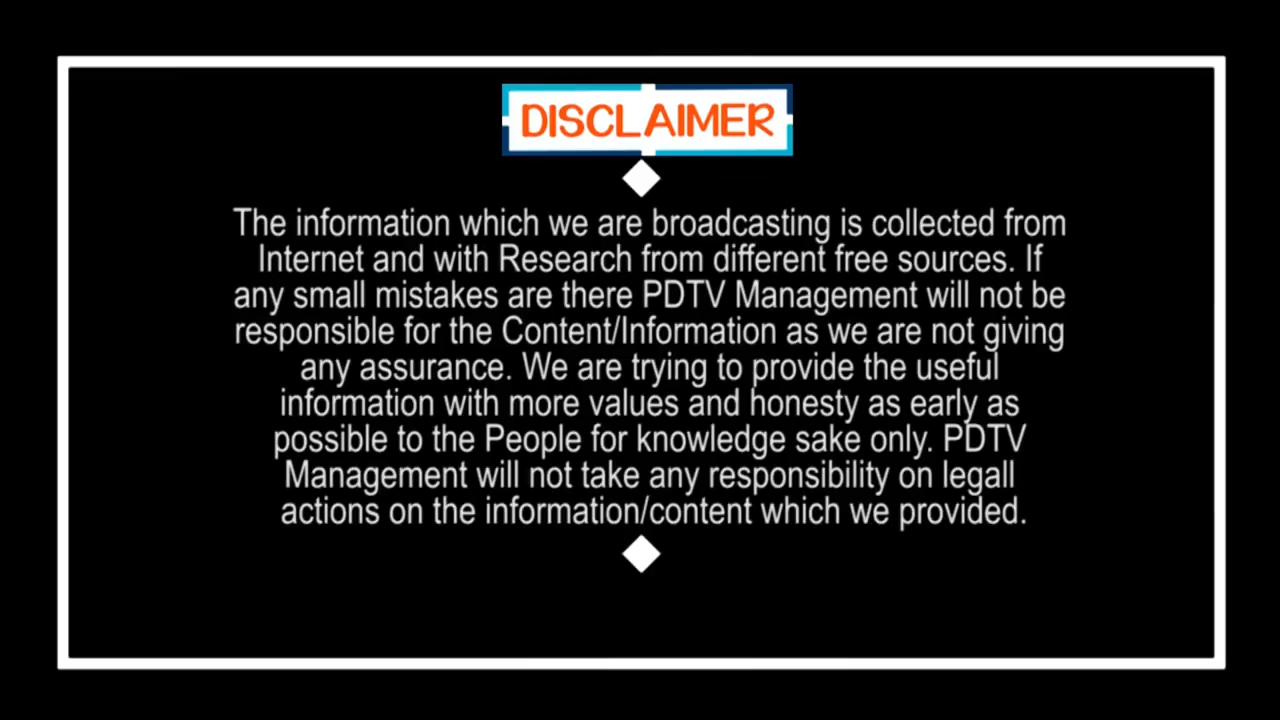 DISCLAIMER
The information which we are broadcasting is collected from
Internet and with Research from different free sources. If
any small mistakes are there PDTV Management will not be
responsible for the Content/Information as we are not giving
any assurance. We are trying to provide the useful
information with more values and honesty as early as
possible to the People for knowledge sake only. PDTV
Management will not take any responsibility on legall
actions on the information/content which we provided.